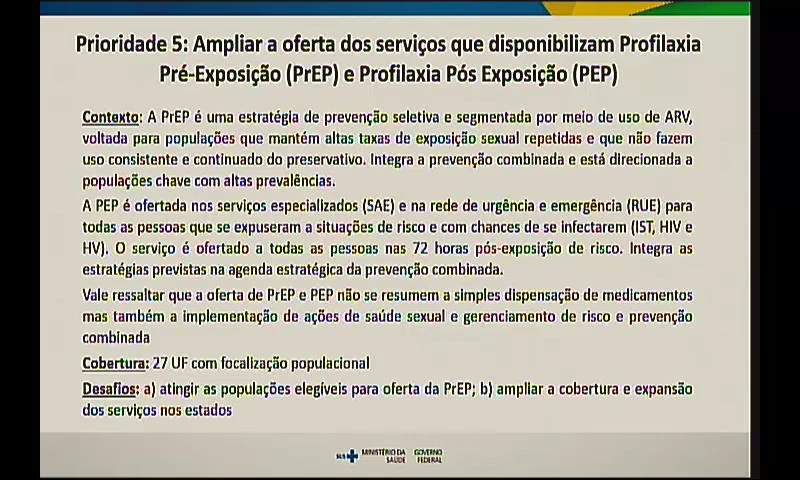 Prioridade 5: Ampliar a oferta dos serviços que disponibilizam Profilaxia
Pré-Exposição (PrEP) e Profilaxia Pós Exposição (PEP)
Contexto: A PrEP é uma estratégia de prevenção seletiva e segmentada por meio de uso de ARV,
voltada para populações que mantém altas taxas de exposição sexual repetidas e que não fazem
uso consistente e continuado do preservativo. Integra a prevenção combinada e está direcionada a
populações chave com altas prevalências.
A PEP é ofertada nos serviços especializados (SAE) e na rede de urgência e emergência (RUE) para
todas as pessoas que se expuseram a situações de risco e com chances de se infectarem (IST, HIV e
HV). O serviço é ofertado a todas as pessoas nas 72 horas pós-exposição de risco. Integra as
estratégias previstas na agenda estratégica da prevenção combinada.
Vale ressaltar que a oferta de PrEP e PEP não se resumem a simples dispensação de medicamentos
mas também a implementação de ações de saúde sexual e gerenciamento de risco e prevenção
combinada
Cobertura: 27 UF com focalização populacional
Desafios: a) atingir as populações elegíveis para oferta da PrEP; b) ampliar a cobertura e expansão
dos serviços nos estados
SUS MINISTÉRIO DA SAÚDE GOVERNO FEDERAL